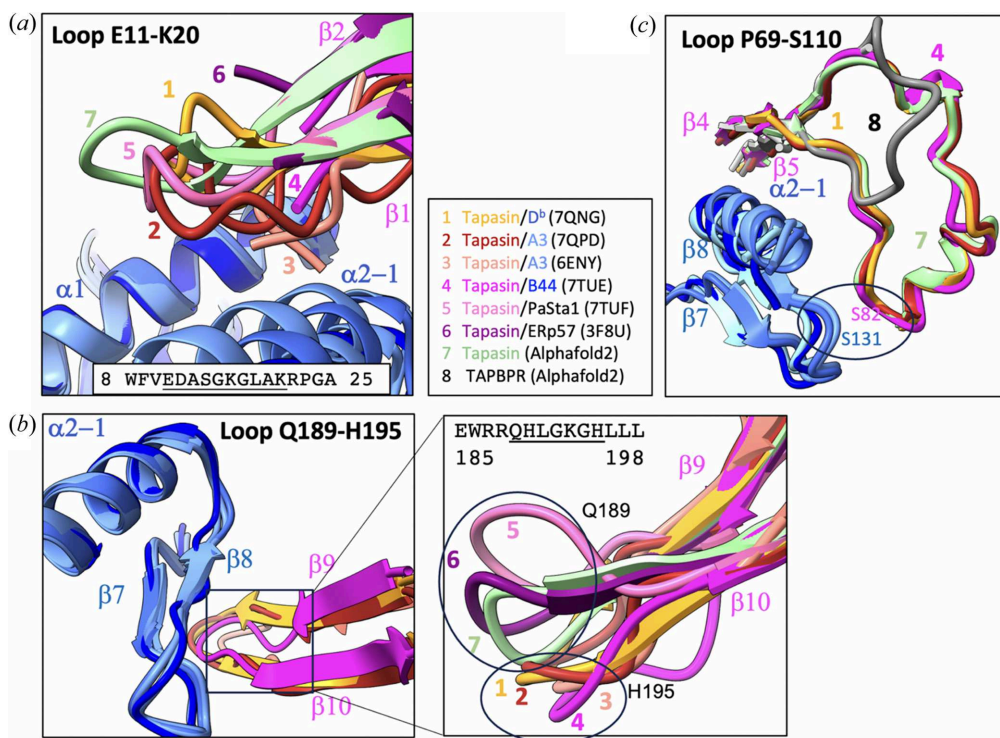 (a)
Loop E11-K20
β2
6
1
7
5
4
β1
2
3
α1
α2-1
8 WFVEDASGKGLAKRPGA 25
1 Tapasin/Dᵇ (7QNG)
2 Tapasin/A3 (7QPD)
3 Tapasin/A3 (6ENY)
4 Tapasin/B44 (7TUE)
5 Tapasin/PaSta1 (7TUF)
6 Tapasin/ERp57 (3F8U)
7 Tapasin (Alphafold2)
8 TAPBPR (Alphafold2)
(c)
Loop P69-S110
4
β4
1
8
β5
α2-1
7
β8
β7
S82
S131
(b)
α2-1
Loop Q189-H195
β8
β7
β9
β10
EWRRQHLGKGHLLL
185 198
β9
5
Q189
6
β10
7
H195
1
2
3
4